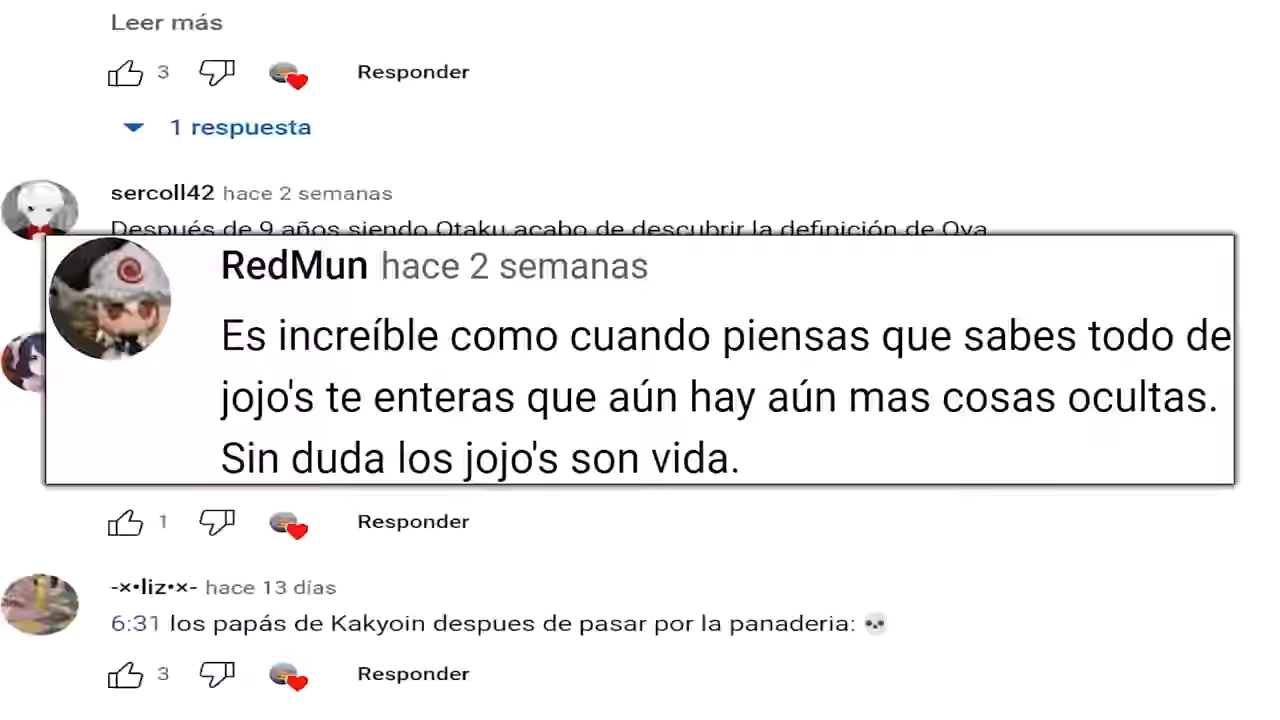 Leer más
3 Responder
1 respuesta
sercoll42 hace 2 semanas
Después de 9 años siendo Otaku,acabo de descubrir la definición de Ova
RedMun hace 2 semanas
Es increíble como cuando piensas que sabes todo de
jojo's te enteras que aún hay aún mas cosas ocultas.
Sin duda los jojo's son vida.
1 Responder
-×•liz•×- hace 13 días
6:31 los papás de Kakyoin despues de pasar por la panaderia: 💀
3 Responder